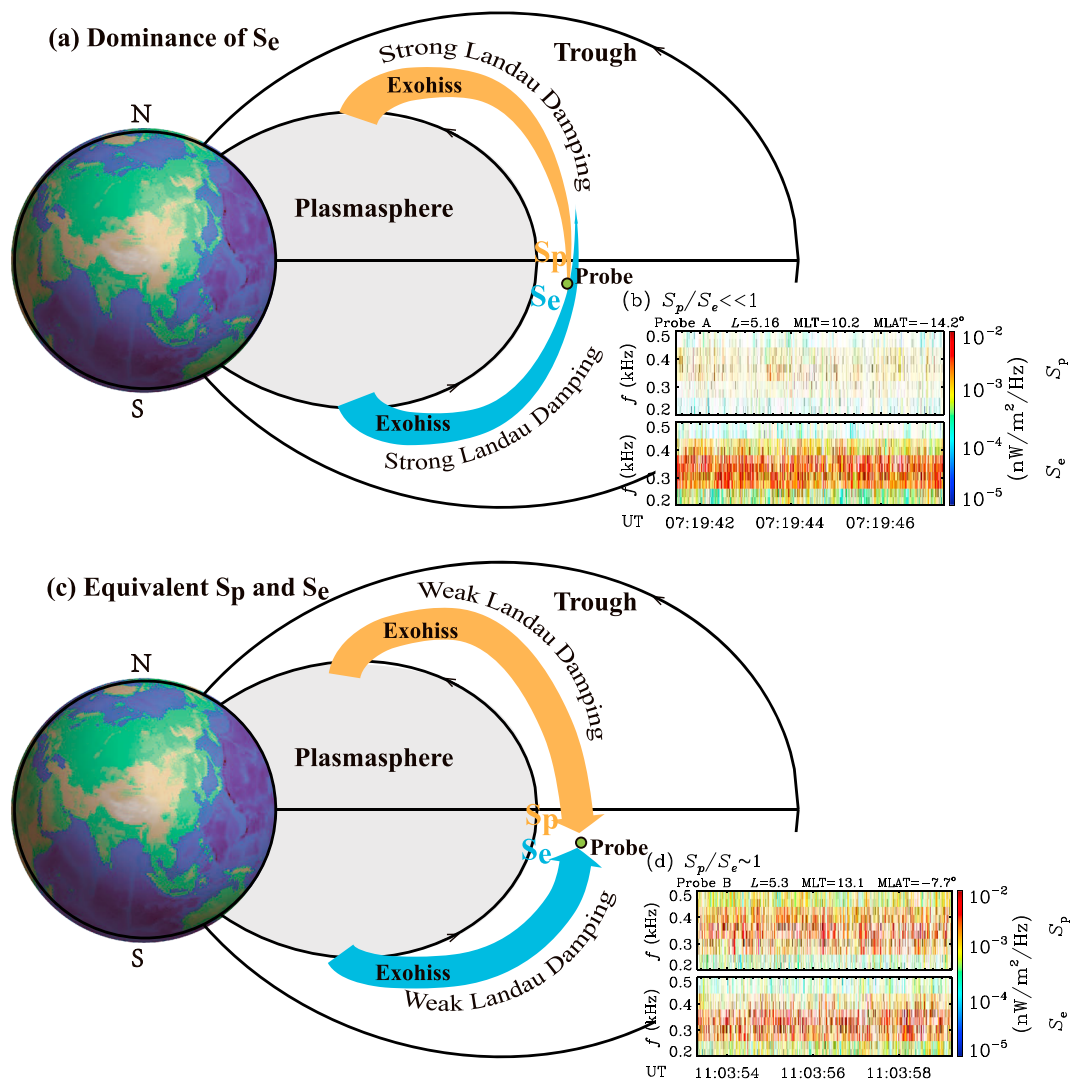 (a) Dominance of Se
Strong Landau Damping
Trough
Exohiss
N
Plasmasphere
Sp
Probe
Se
S
Exohiss
Strong Landau Damping
(b) Sp/Se<<1
Probe A L=5.16 MLT=10.2 MLAT=−14.2°
0.5
0.4
0.3
0.2
f (kHz)
0.5
0.4
0.3
0.2
f (kHz)
10⁻²
10⁻³
10⁻⁴
10⁻⁵
(nW/m²/Hz)
Sp
Se
UT 07:19:42 07:19:44 07:19:46
(c) Equivalent Sp and Se
Weak Landau Damping
Trough
Exohiss
N
Plasmasphere
Sp
Se
Probe
S
Exohiss
Weak Landau Damping
(d) Sp/Se~1
Probe B L=5.3 MLT=13.1 MLAT=−7.7°
0.5
0.4
0.3
0.2
f (kHz)
0.5
0.4
0.3
0.2
f (kHz)
10⁻²
10⁻³
10⁻⁴
10⁻⁵
(nW/m²/Hz)
Sp
Se
UT 11:03:54 11:03:56 11:03:58